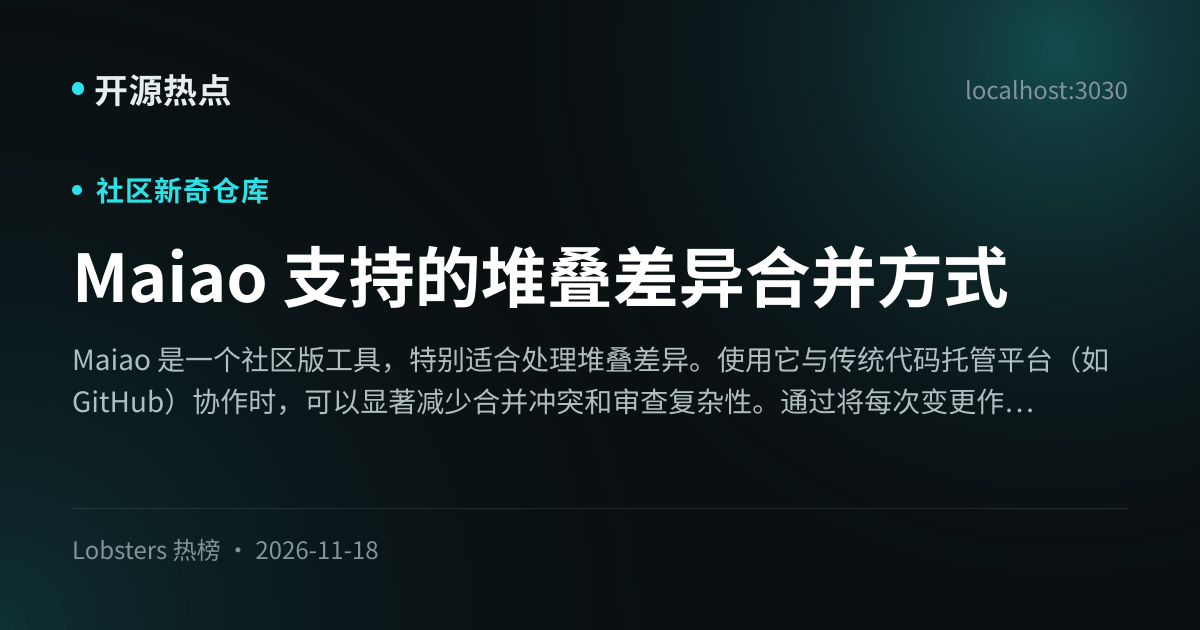 开源热点
localhost:3030
社区新奇仓库
Maiao 支持的堆叠差异合并方式
Maiao 是一个社区版工具，特别适合处理堆叠差异。使用它与传统代码托管平台（如
GitHub）协作时，可以显著减少合并冲突和审查复杂性。通过将每次变更作…
Lobsters 热榜 · 2026-11-18